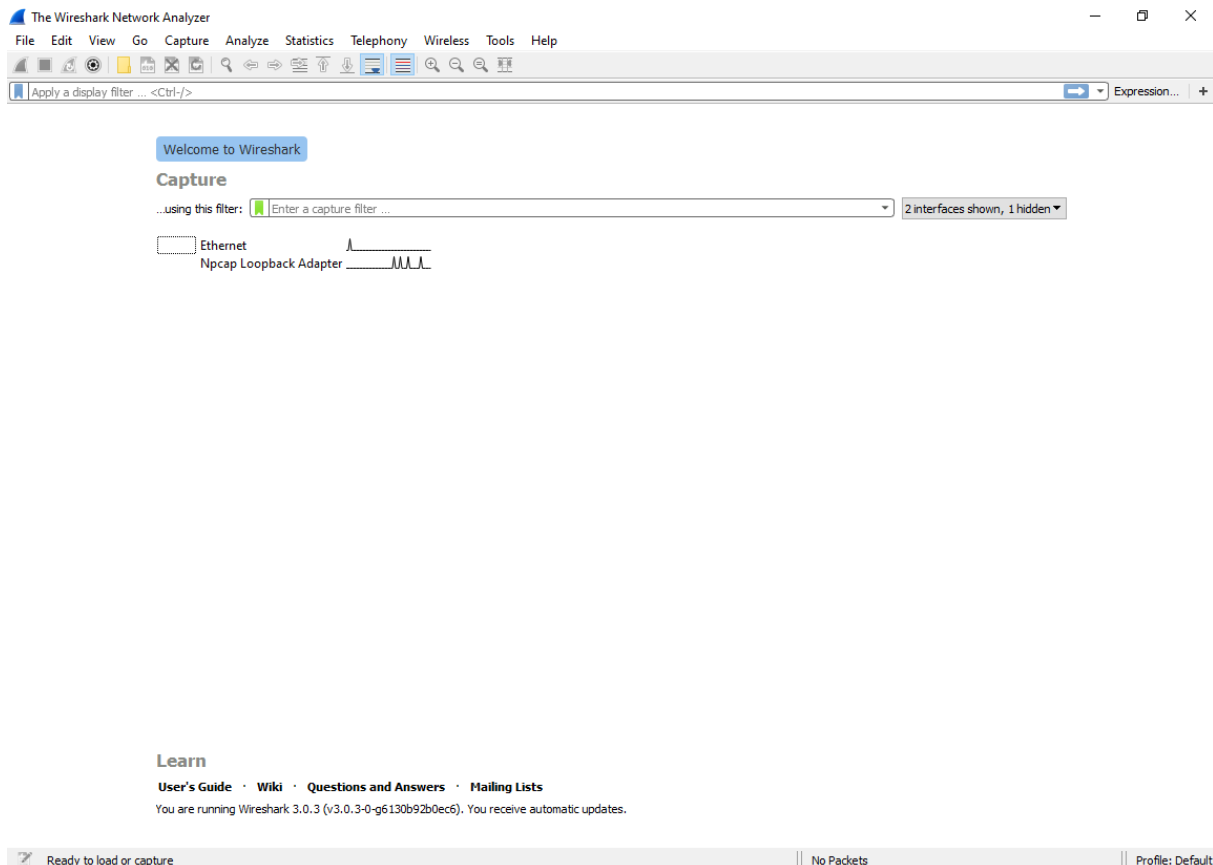 The Wireshark Network Analyzer
File Edit View Go Capture Analyze Statistics Telephony Wireless Tools Help
Apply a display filter ... <Ctrl-/>
Expression... +
Welcome to Wireshark
Capture
...using this filter: Enter a capture filter ... 2 interfaces shown, 1 hidden
Ethernet
Npcap Loopback Adapter
Learn
User's Guide · Wiki · Questions and Answers · Mailing Lists
You are running Wireshark 3.0.3 (v3.0.3-0-g6130b92b0ec6). You receive automatic updates.
Ready to load or capture No Packets Profile: Default